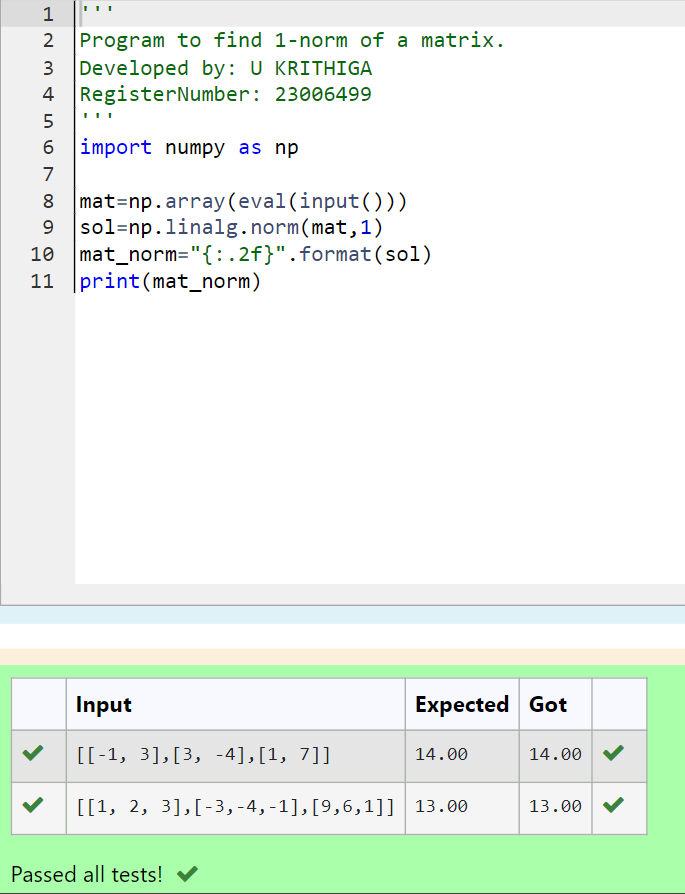 1 '''
2 Program to find 1-norm of a matrix.
3 Developed by: U KRITHIGA
4 RegisterNumber: 23006499
5 '''
6 import numpy as np
7
8 mat=np.array(eval(input()))
9 sol=np.linalg.norm(mat,1)
10 mat_norm="{:.2f}".format(sol)
11 print(mat_norm)
Input Expected Got
[[-1, 3],[3, -4],[1, 7]] 14.00 14.00
[[1, 2, 3],[-3,-4,-1],[9,6,1]] 13.00 13.00
Passed all tests!